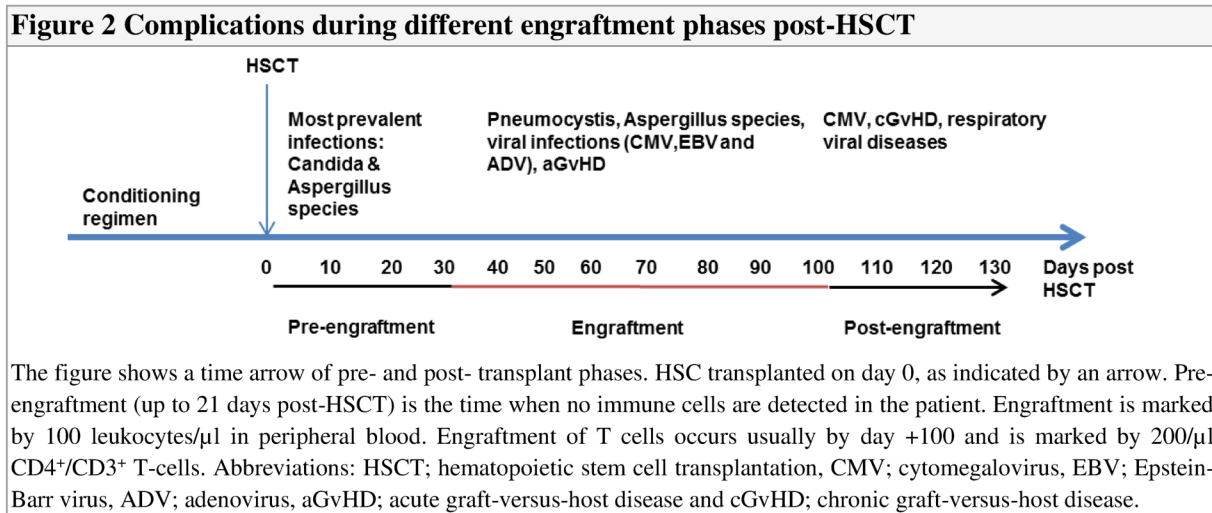 Figure 2 Complications during different engraftment phases post-HSCT
HSCT
Most prevalent
infections:
Candida &
Aspergillus
species
Pneumocystis, Aspergillus species,
viral infections (CMV,EBV and
ADV), aGvHD
CMV, cGvHD, respiratory
viral diseases
Conditioning
regimen
0 10 20 30 40 50 60 70 80 90 100 110 120 130 Days post
HSCT
Pre-engraftment Engraftment Post-engraftment
The figure shows a time arrow of pre- and post- transplant phases. HSC transplanted on day 0, as indicated by an arrow. Pre-
engraftment (up to 21 days post-HSCT) is the time when no immune cells are detected in the patient. Engraftment is marked
by 100 leukocytes/µl in peripheral blood. Engraftment of T cells occurs usually by day +100 and is marked by 200/µl
CD4⁺/CD3⁺ T-cells. Abbreviations: HSCT; hematopoietic stem cell transplantation, CMV; cytomegalovirus, EBV; Epstein-
Barr virus, ADV; adenovirus, aGvHD; acute graft-versus-host disease and cGvHD; chronic graft-versus-host disease.